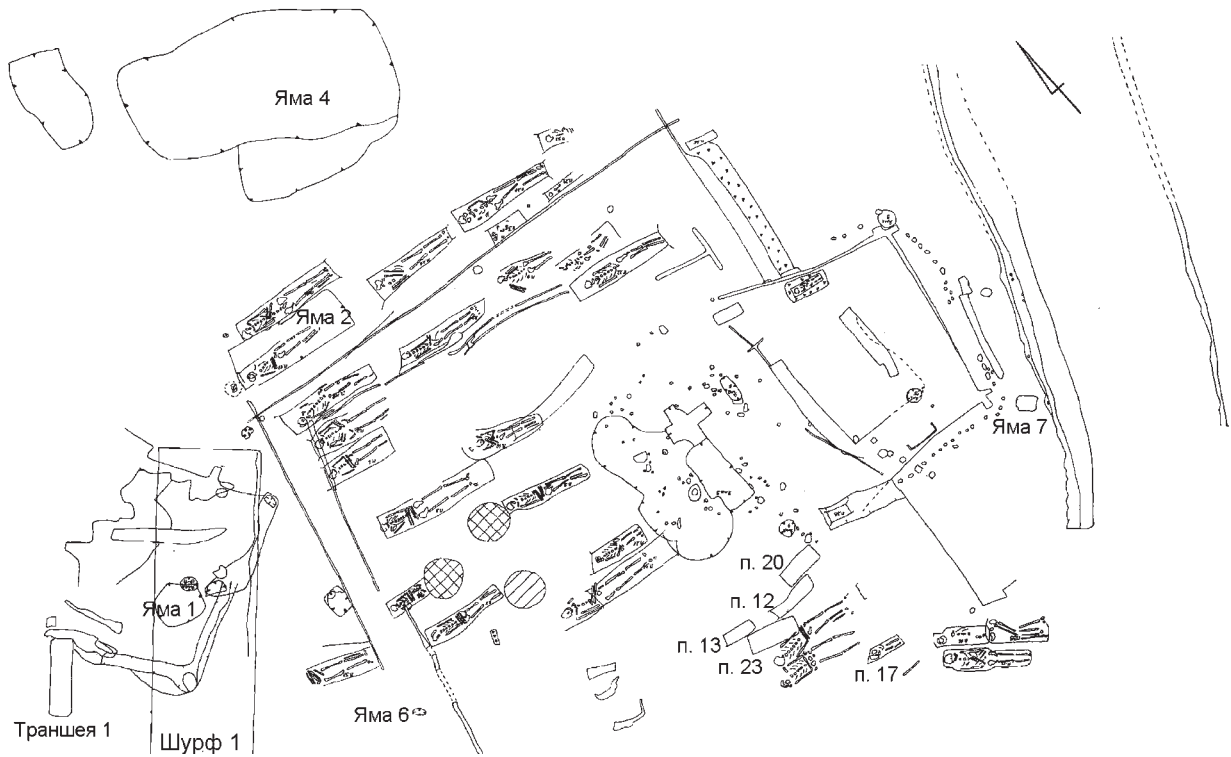 Яма 4
Яма 2
Яма 7
Яма 1
п. 20
п. 12
п. 13
п. 23
п. 17
Яма 6
Траншея 1
Шурф 1